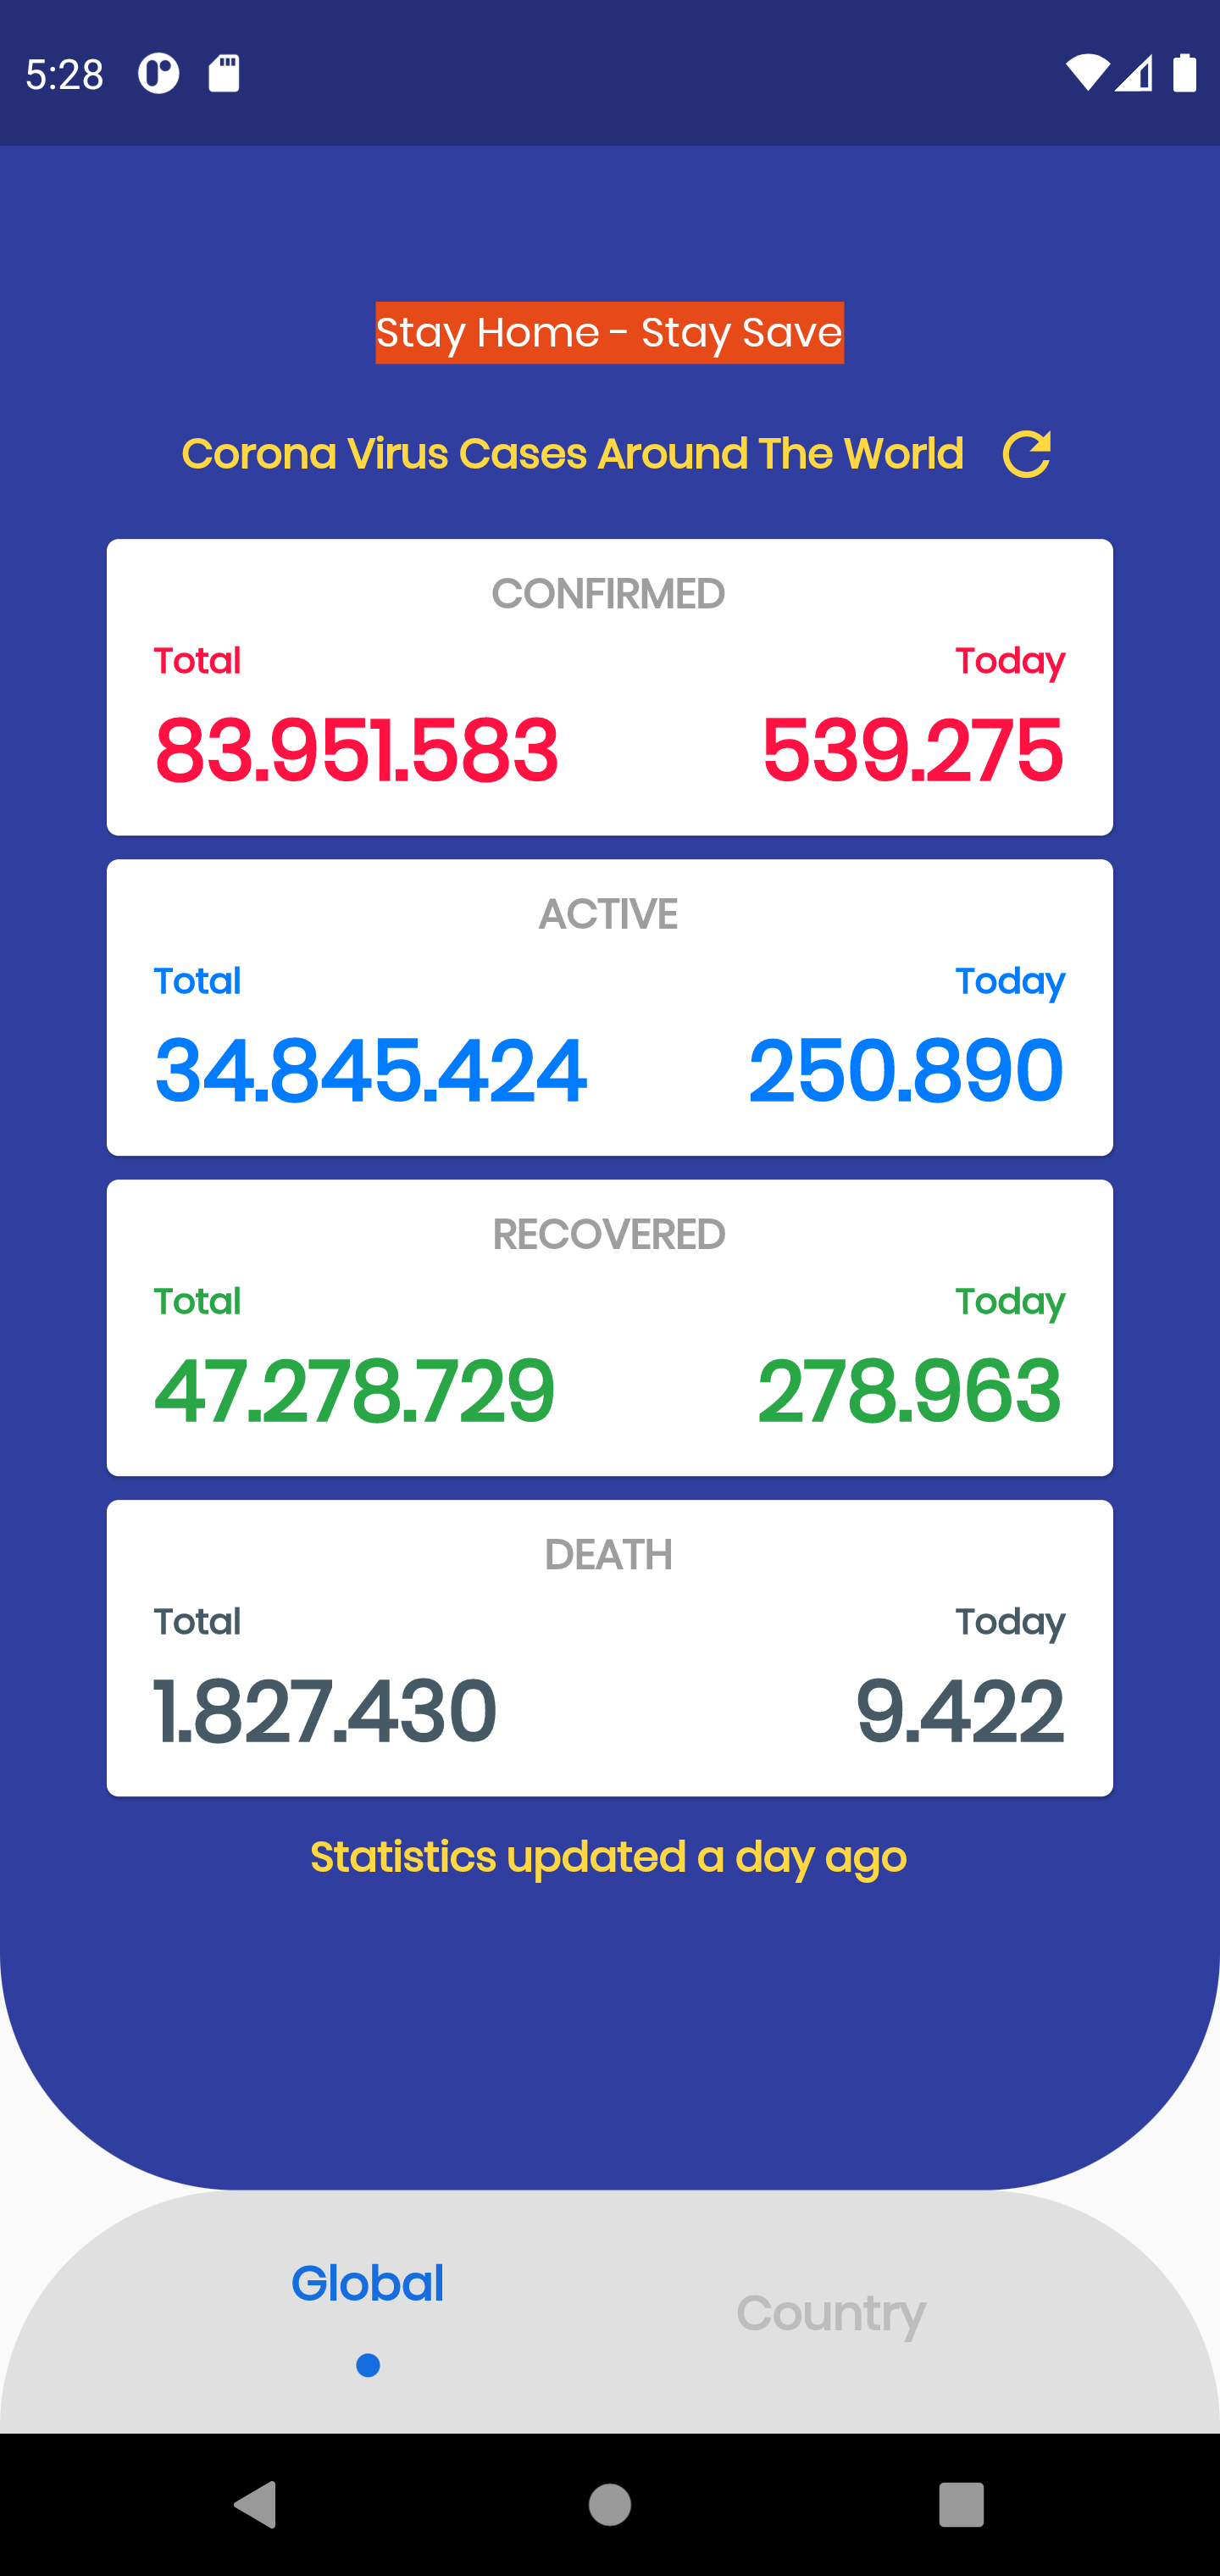 5:28
Stay Home - Stay Save
Corona Virus Cases Around The World
CONFIRMED
Total Today
83.951.583 539.275
ACTIVE
Total Today
34.845.424 250.890
RECOVERED
Total Today
47.278.729 278.963
DEATH
Total Today
1.827.430 9.422
Statistics updated a day ago
Global
Country